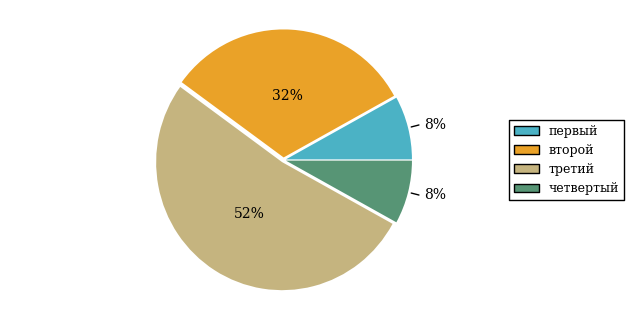 32%
8%
52%
8%
первый
второй
третий
четвертый